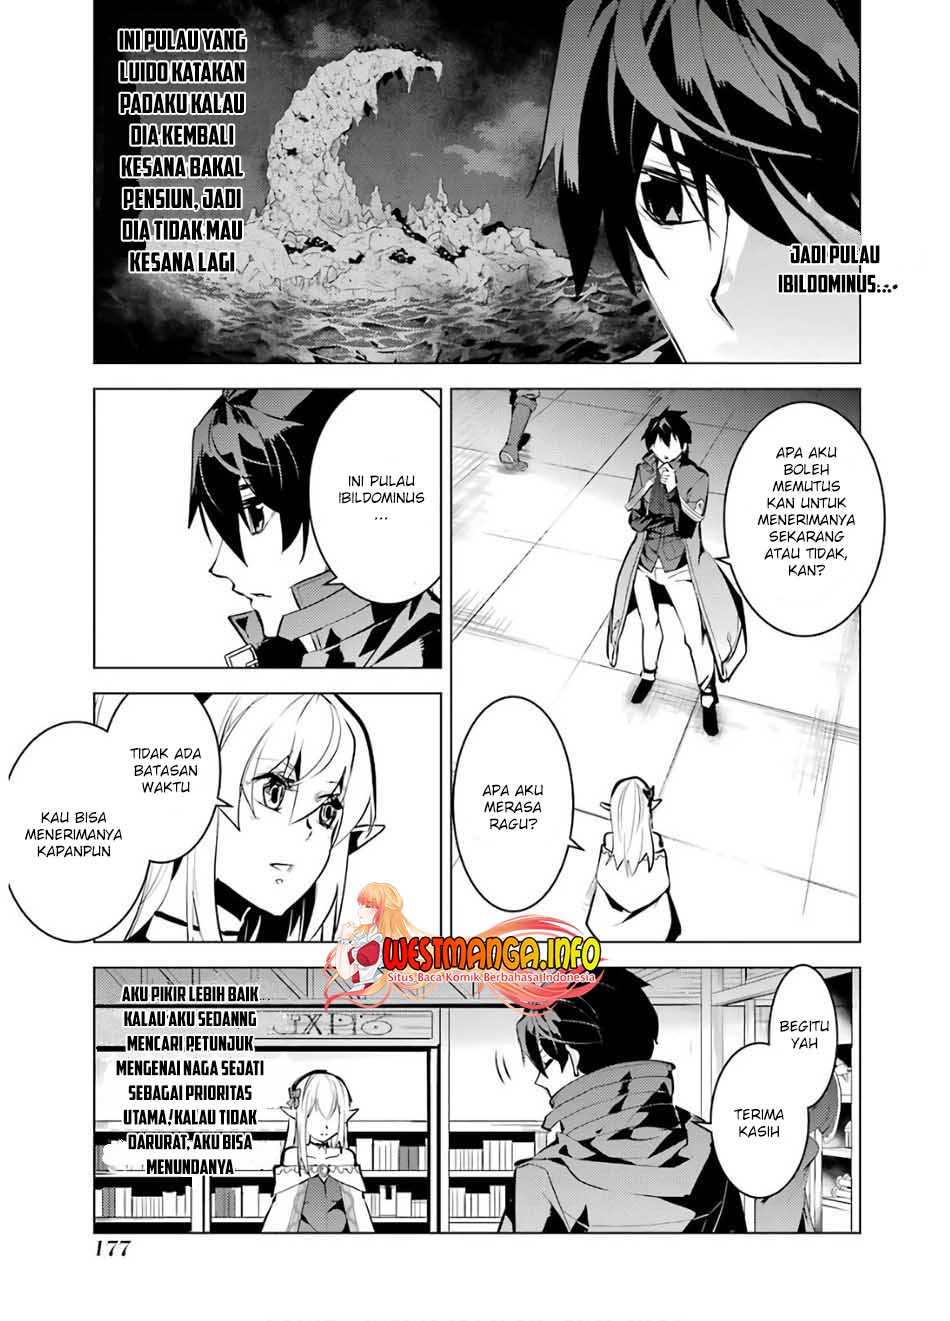 JADI PULAU
IBILDOMINUS...
INI PULAU YANG
LUIDO KATAKAN
PADAKU KALAU
DIA KEMBALI
KESANA BAKAL
PENSIUN, JADI
DIA TIDAK MAU
KESANA LAGI
APA AKU
BOLEH
MEMUTUS
KAN UNTUK
MENERIMANYA
SEKARANG
ATAU TIDAK,
KAN?
APA AKU
MERASA
RAGU?
INI PULAU
IBILDOMINUS
...
TIDAK ADA
BATASAN
WAKTU
KAU BISA
MENERIMANYA
KAPANPUN
WESTMANGA.INFO
Situs Baca Komik Berbahasa Indonesia
BEGITU
YAH
TERIMA
KASIH
AKU PIKIR LEBIH BAIK
KALAU AKU SEDANNG
MENCARI PETUNJUK
MENGENAI NAGA SEJATI
SEBAGAI PRIORITAS
UTAMA, KALAU TIDAK
DARURAT, AKU BISA
MENUNDANYA
177